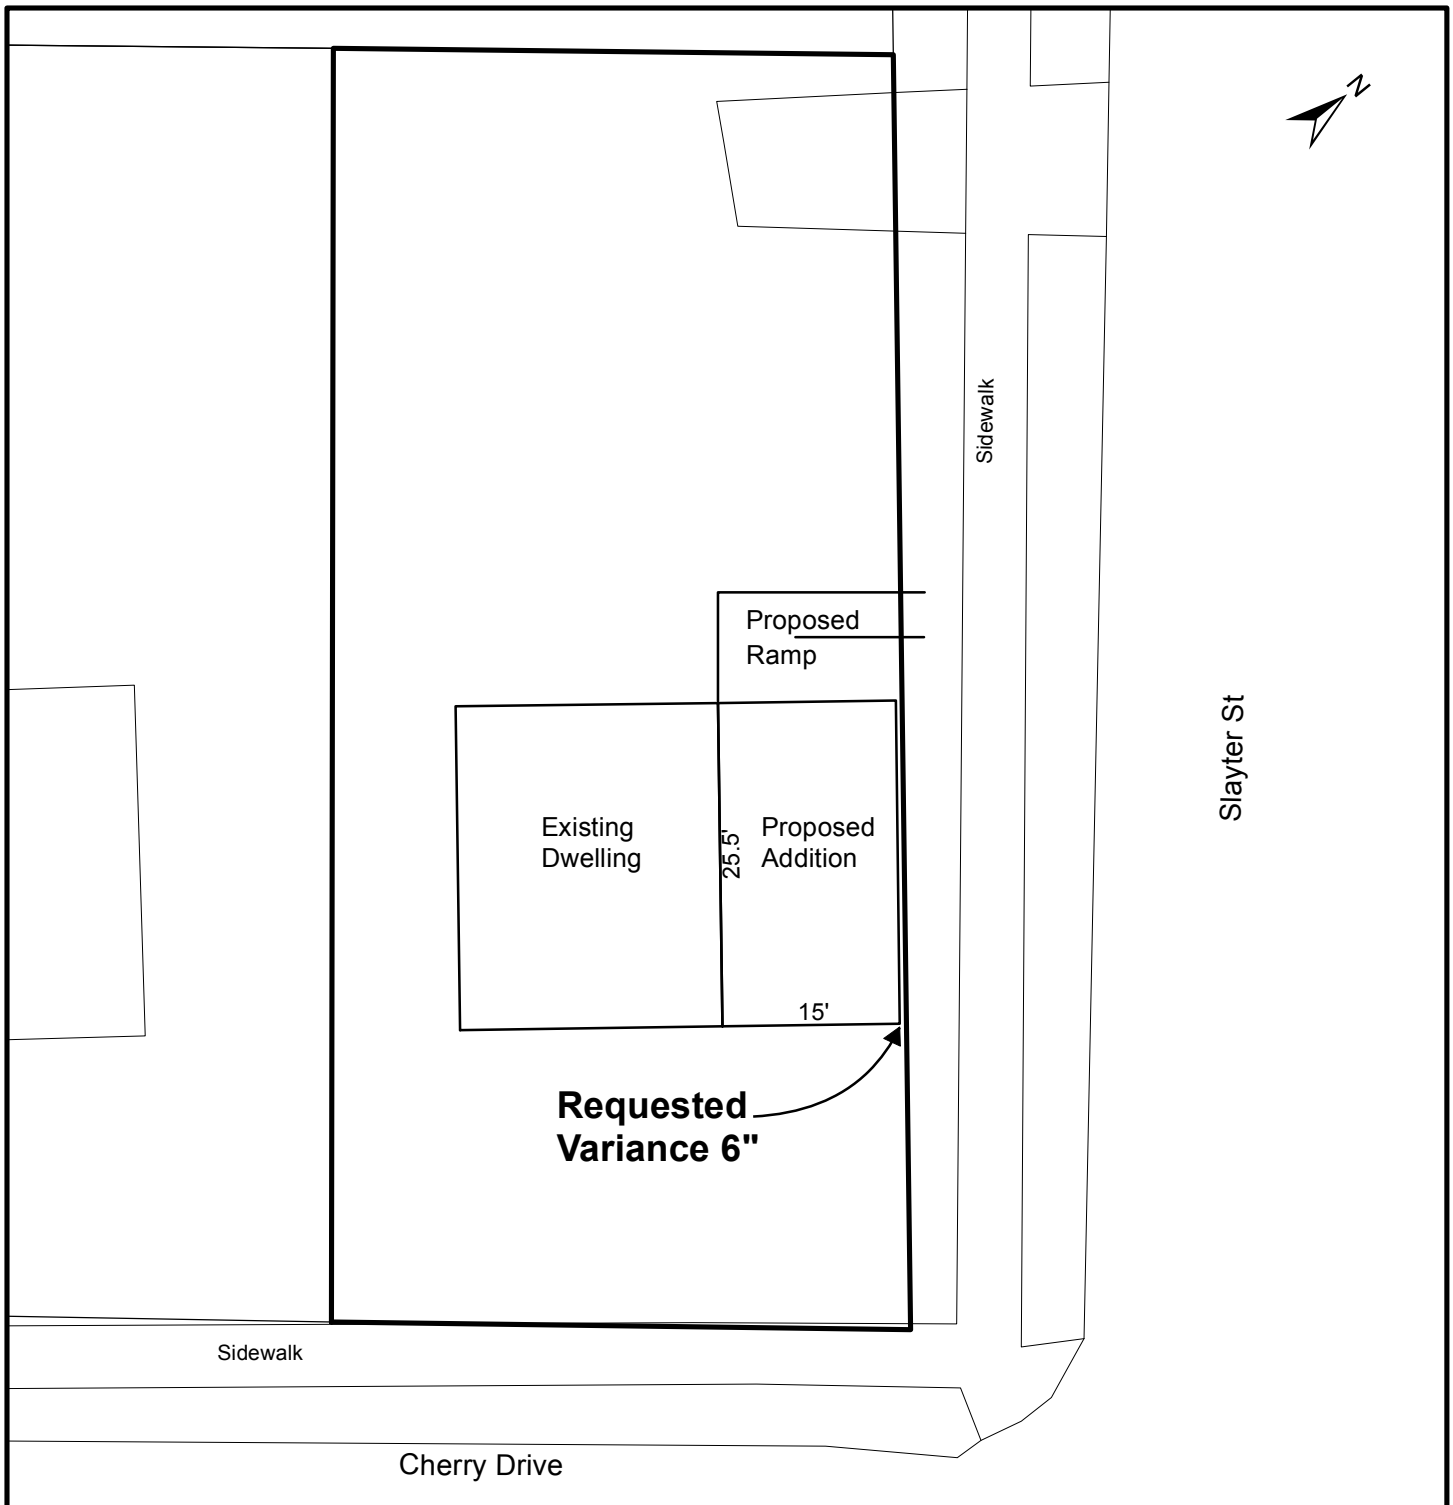 N
Sidewalk
Proposed
Ramp
Slayter St
Existing
Dwelling
25.5'
Proposed
Addition
15'
Requested
Variance 6"
Sidewalk
Cherry Drive